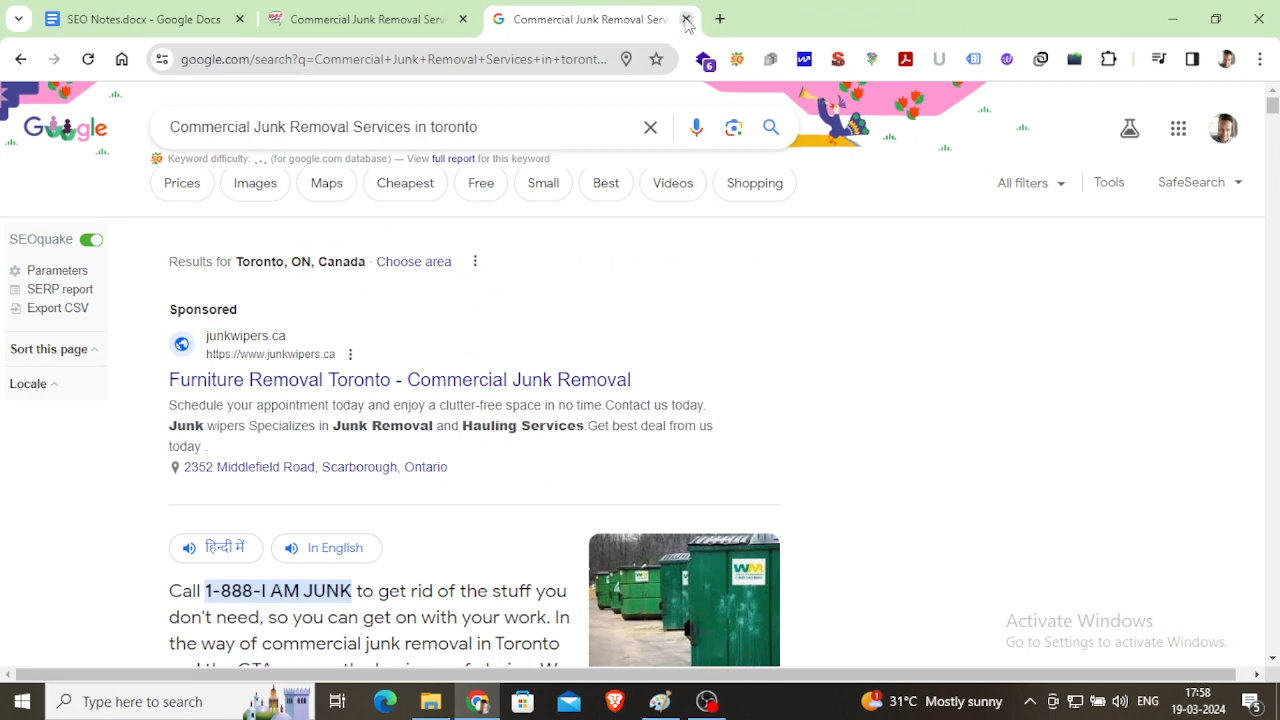 SEO Notes.docx - Google Docs
Commercial Junk Removal Serv
Commercial Junk Removal Serv
google.com/search?q=Commercial+Junk+Removal+Services+in+toront...
6
Google
Commercial Junk Removal Services in toronto
Keyword difficulty: (for google.com database) — View full report for this keyword
Prices Images Maps Cheapest Free Small Best Videos Shopping All filters Tools SafeSearch
SEOquake
Parameters
SERP report
Export CSV
Sort this page
Locale
Results for Toronto, ON, Canada · Choose area
Sponsored
junkwipers.ca
https://www.junkwipers.ca
Furniture Removal Toronto - Commercial Junk Removal
Schedule your appointment today and enjoy a clutter-free space in no time.Contact us today.
Junk wipers Specializes in Junk Removal and Hauling Services.Get best deal from us
today .
2352 Middlefield Road, Scarborough, Ontario
हिन्दी में In English
Call 1-888-I AM JUNK to get rid of the stuff you
don't need, so you can get on with your work. In
the way of commercial junk removal in Toronto
WM
Activate Windows
Go to Settings to activate Windows.
Type here to search
1
31°C Mostly sunny
ENG
17:58
19-03-2024
5